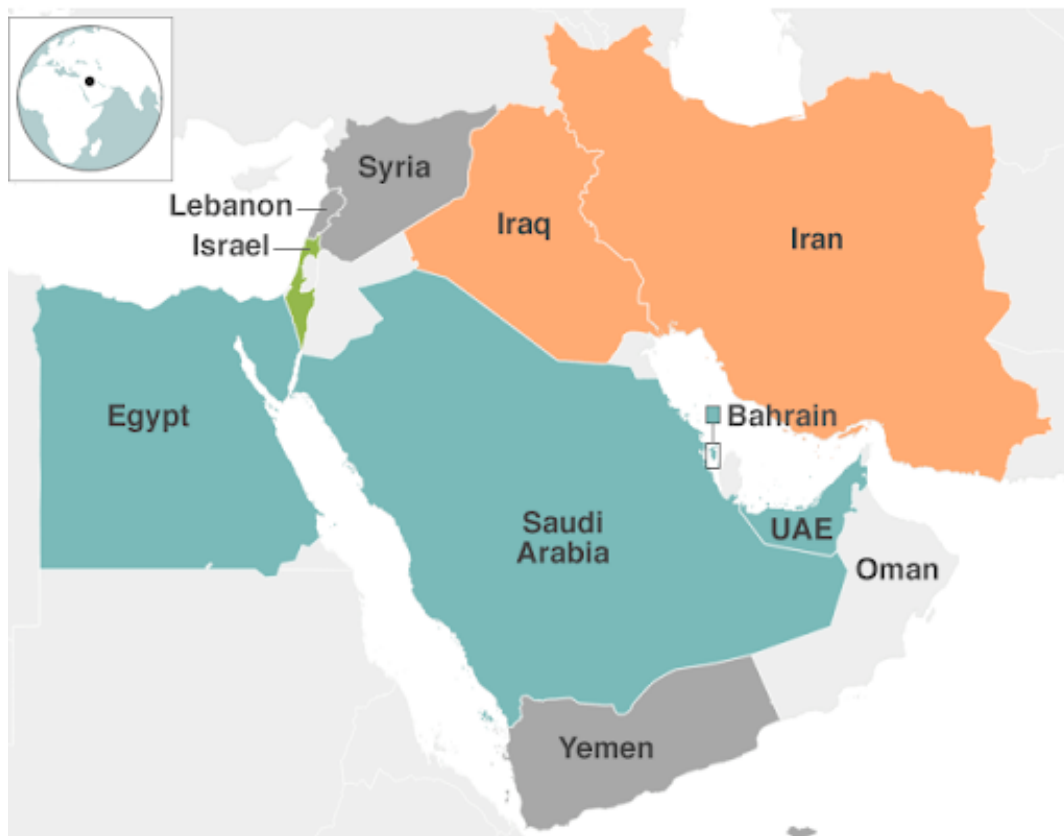 Syria
Lebanon
Israel
Iraq
Iran
Egypt
Bahrain
Saudi
Arabia
UAE
Oman
Yemen